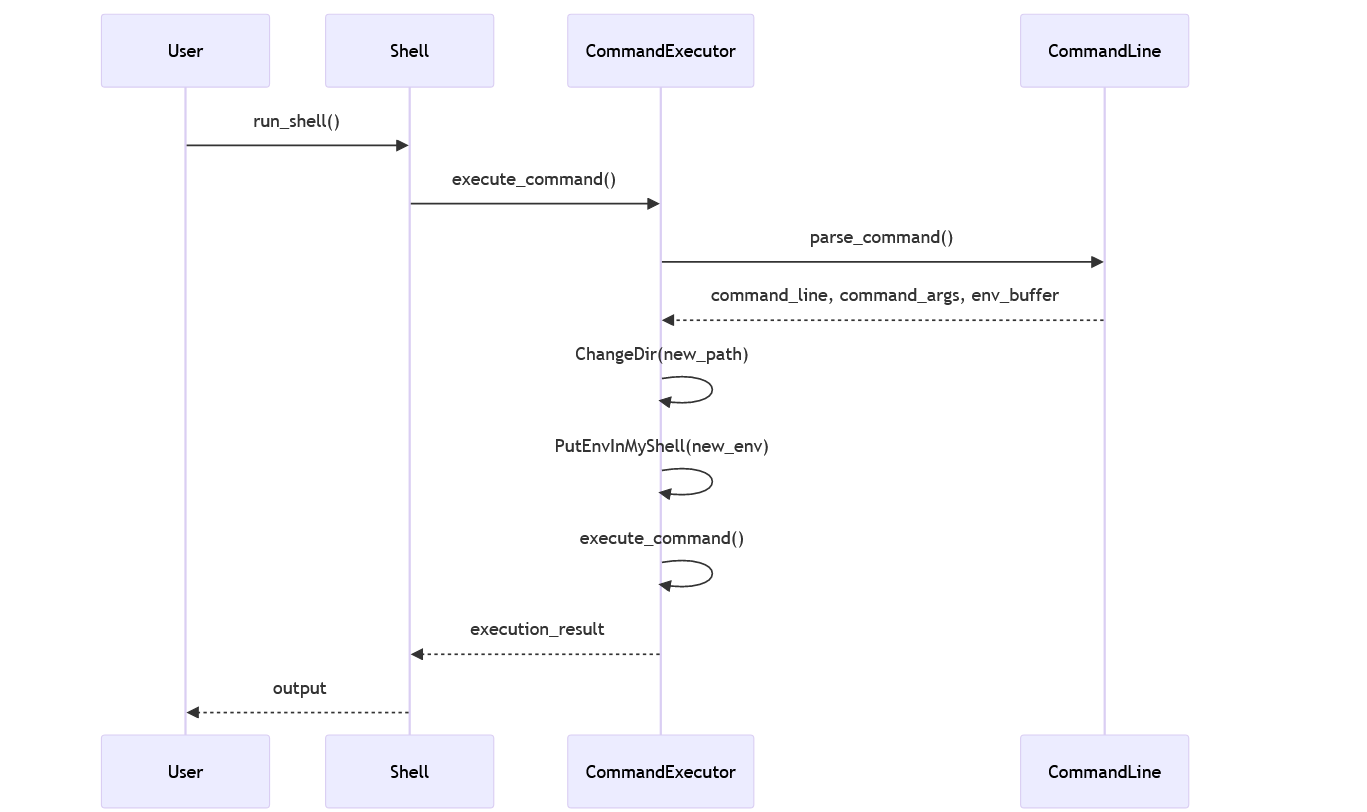 User
Shell
CommandExecutor
CommandLine
run_shell()
execute_command()
parse_command()
command_line, command_args, env_buffer
ChangeDir(new_path)
PutEnvInMyShell(new_env)
execute_command()
execution_result
output
User
Shell
CommandExecutor
CommandLine